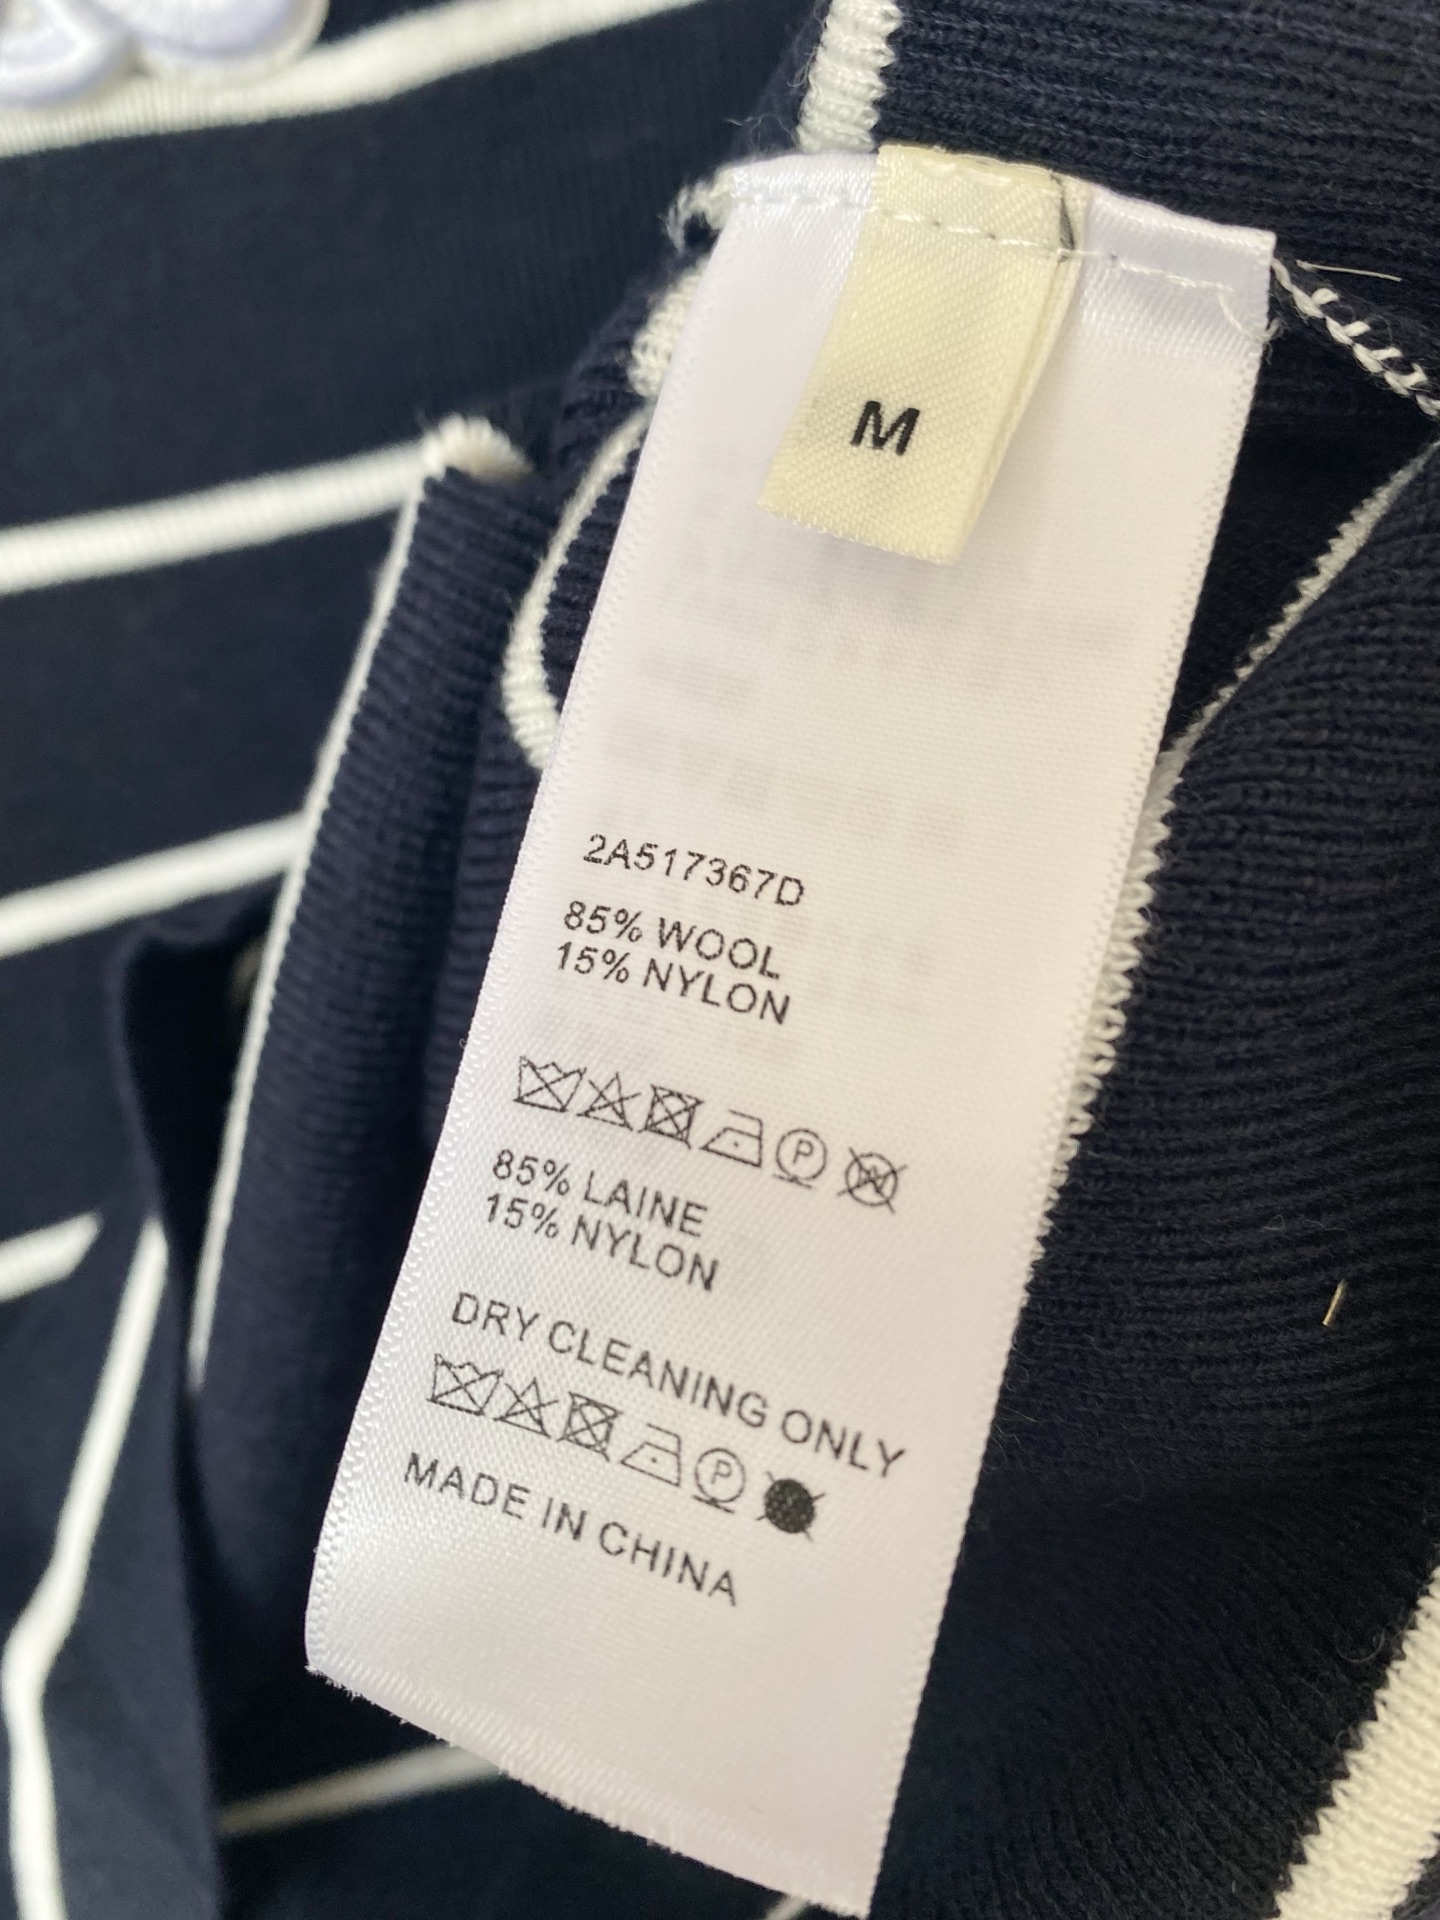 M
2A517367D
85% WOOL
15% NYLON
P W
85% LAINE
15% NYLON
DRY CLEANING ONLY
P
MADE IN CHINA